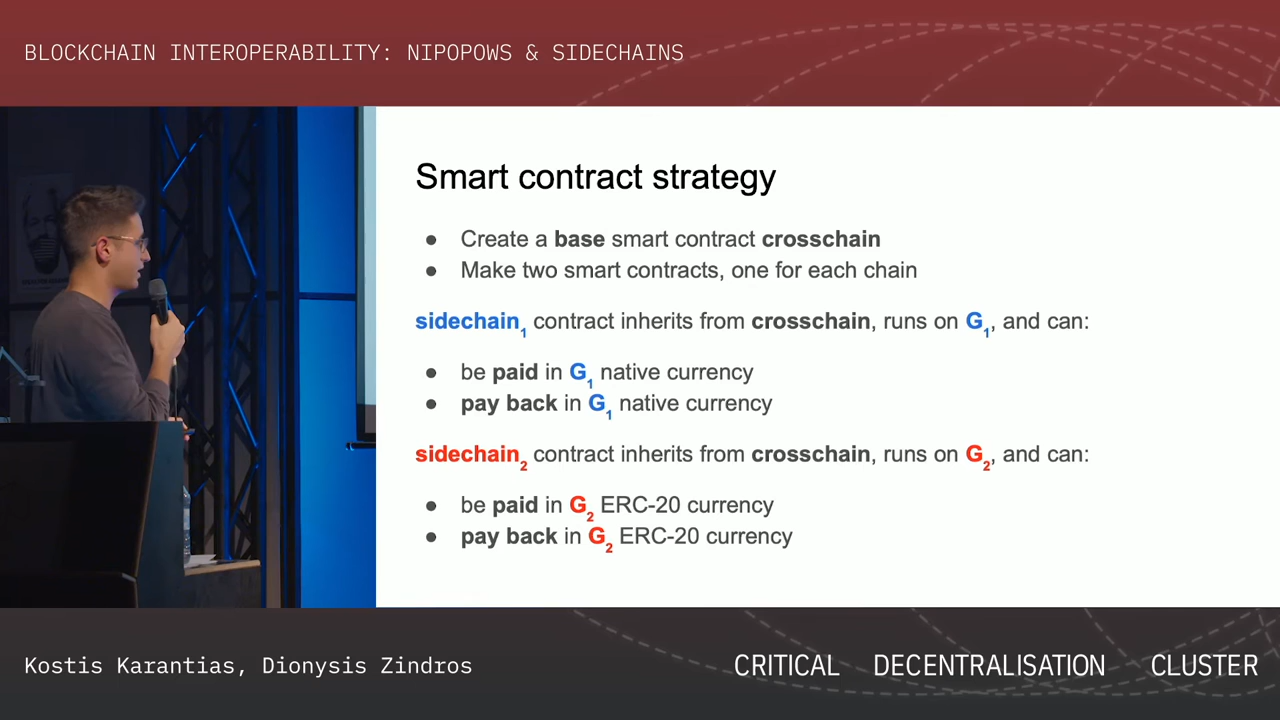 BLOCKCHAIN INTEROPERABILITY: NIPOPOWS & SIDECHAINS
Smart contract strategy
● Create a base smart contract crosschain
● Make two smart contracts, one for each chain
sidechain₁ contract inherits from crosschain, runs on G₁, and can:
● be paid in G₁ native currency
● pay back in G₁ native currency
sidechain₂ contract inherits from crosschain, runs on G₂, and can:
● be paid in G₂ ERC-20 currency
● pay back in G₂ ERC-20 currency
Kostis Karantias, Dionysis Zindros
CRITICAL DECENTRALISATION CLUSTER